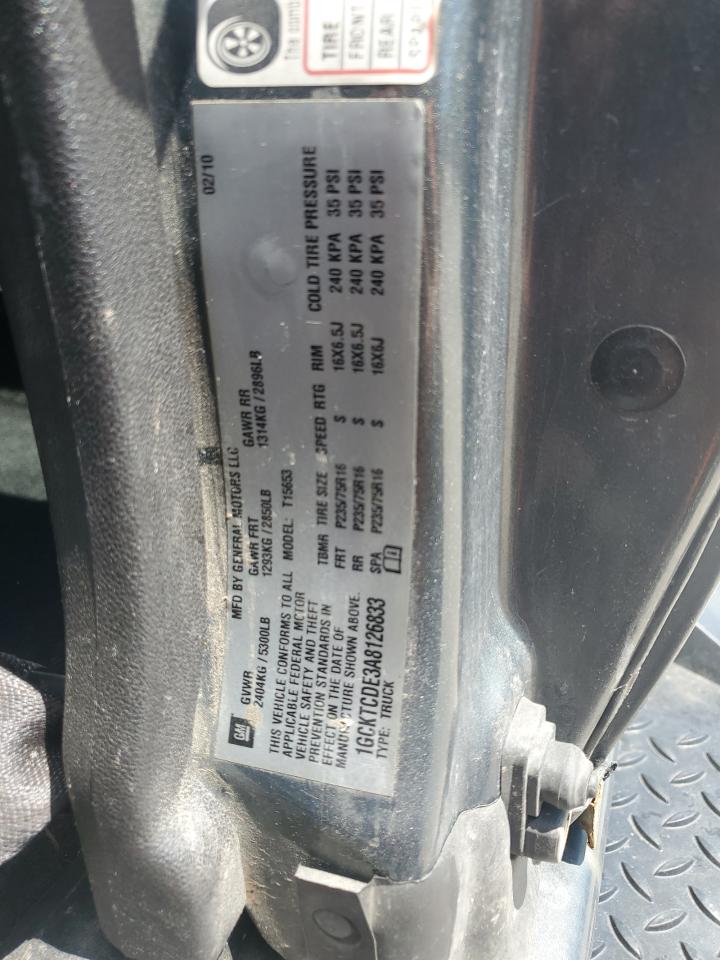 The combi
TIRE
FRONT
REAR
SPARE
02/10
MFD BY GENERAL MOTORS LLC
GM
GVWR GAWR FRT GAWR RR
2404KG / 5300LB 1293KG / 2850LB 1314KG / 2896LB
THIS VEHICLE CONFORMS TO ALL
APPLICABLE FEDERAL MOTOR
VEHICLE SAFETY AND THEFT
PREVENTION STANDARDS IN
EFFECT ON THE DATE OF
MANUFACTURE SHOWN ABOVE.
1GCKTCDE3A8126833
TYPE: TRUCK
MODEL: T15653
TBMR TIRE SIZE SPEED RTG RIM COLD TIRE PRESSURE
FRT P235/75R16 S 16X6.5J 240 KPA 35 PSI
RR P235/75R16 S 16X6.5J 240 KPA 35 PSI
SPA P235/75R16 S 16X6J 240 KPA 35 PSI